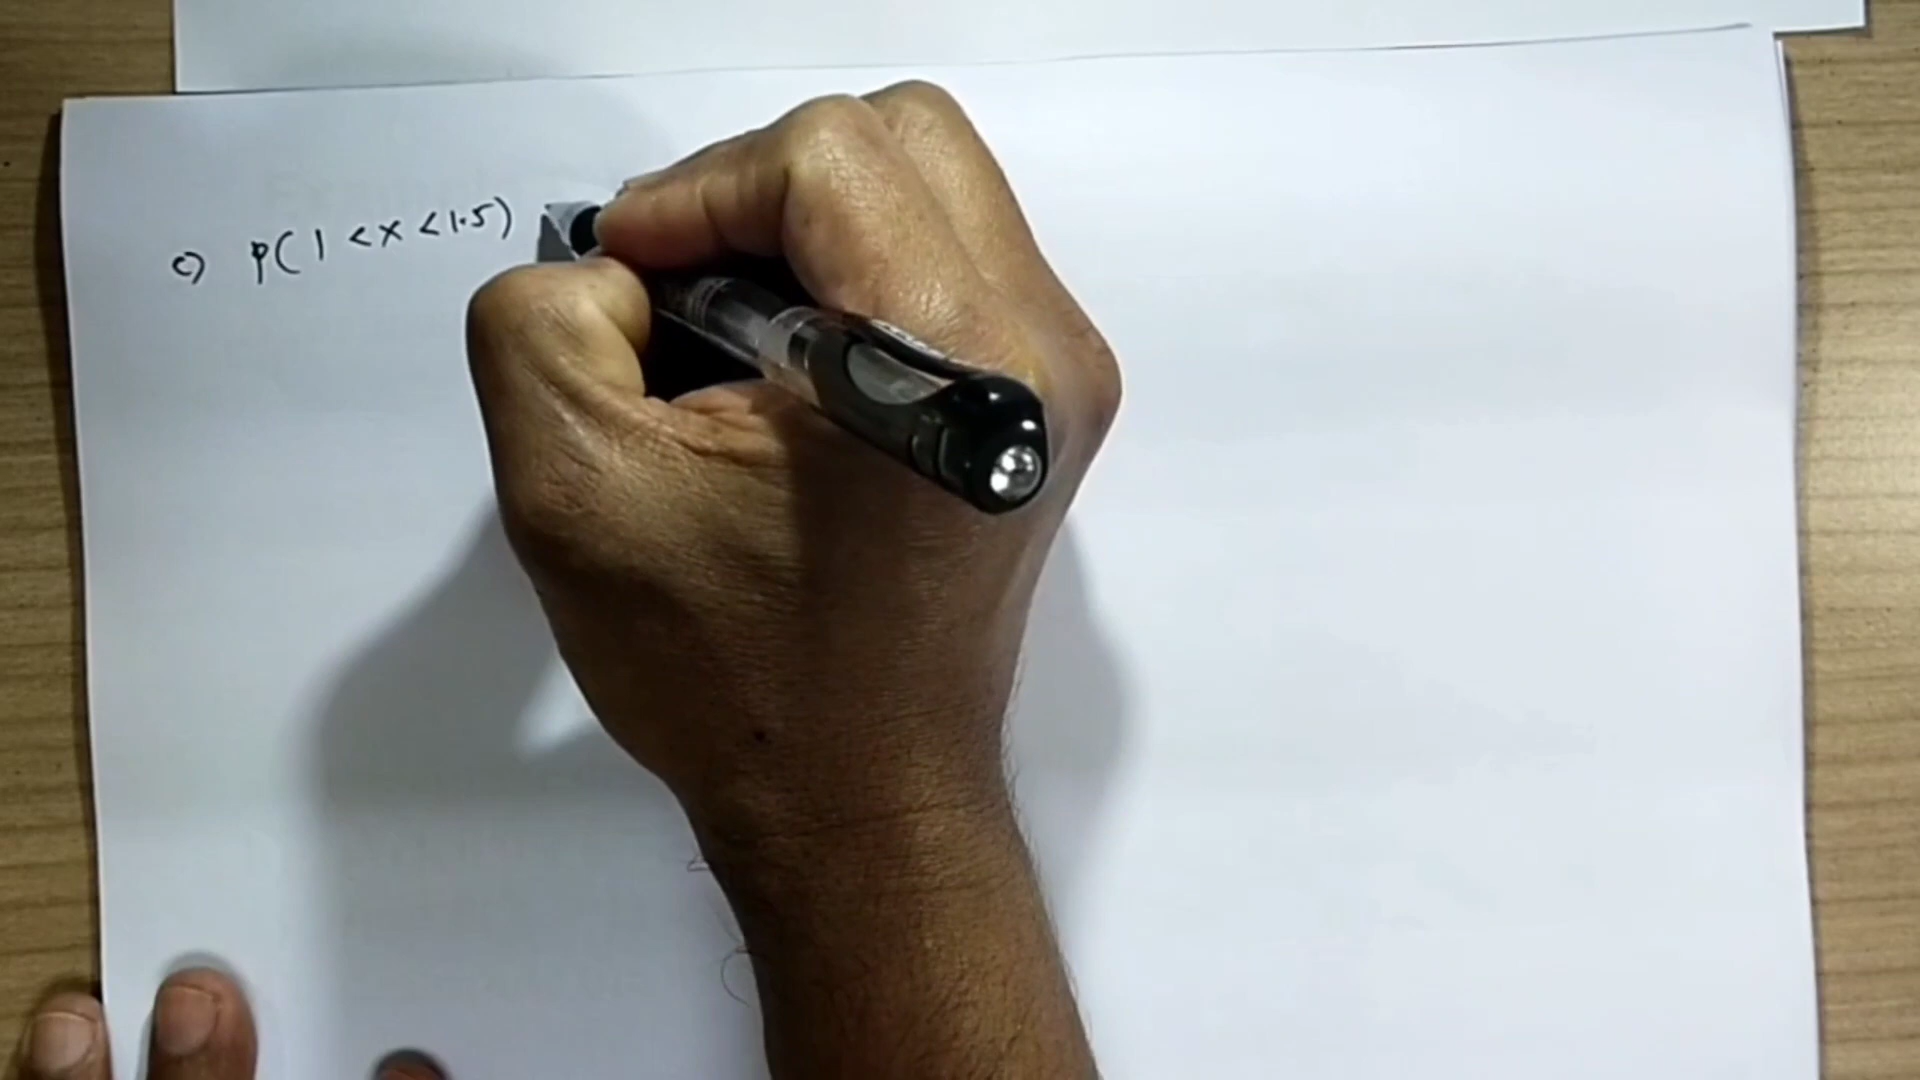 c) P( 1 < x < 1.5)